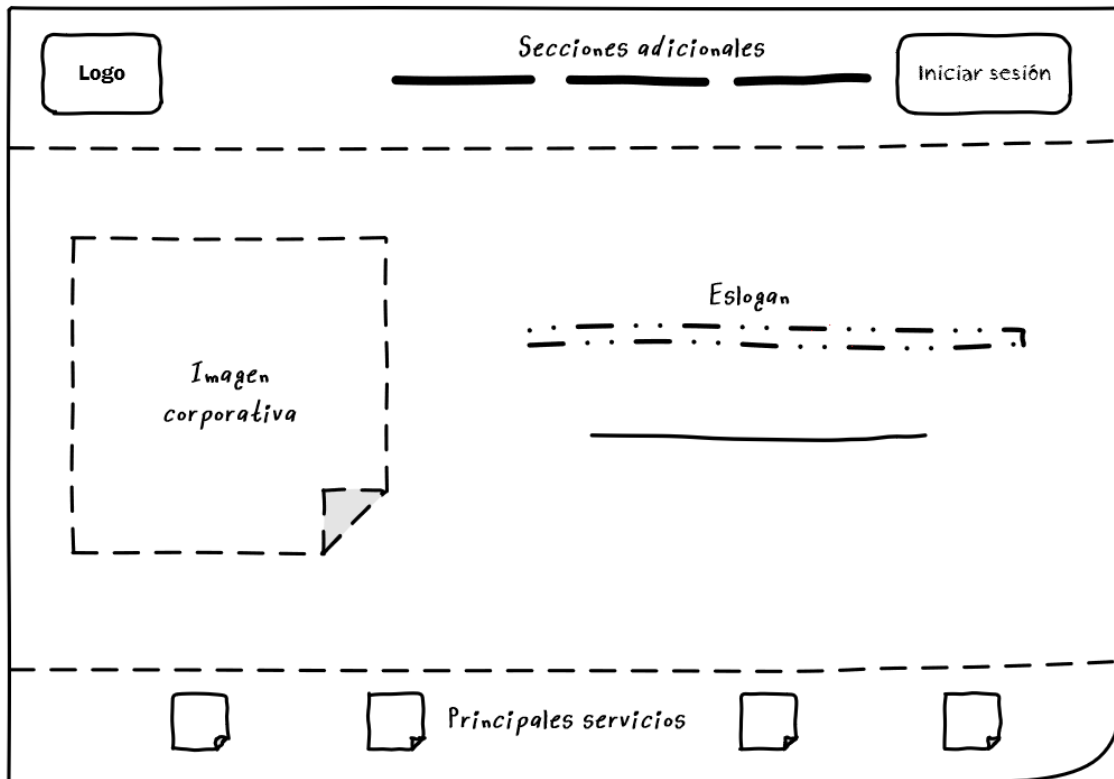 Secciones adicionales
Logo
Iniciar sesión
Eslogan
Imagen
corporativa
Principales servicios